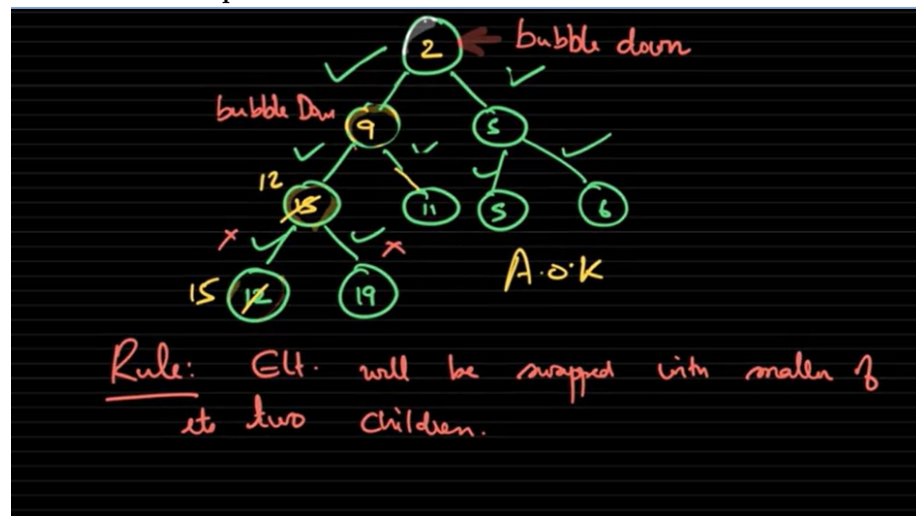 2 bubble down
bubble Down
9 5
12
15 11 5 6
15 12 19
A.O.K
Rule: Elt. will be swapped with smaller of
its two children.